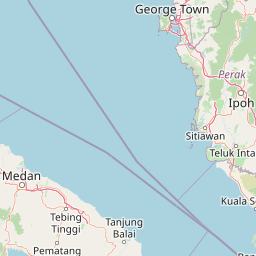 George Town
Perak
Ipoh
Sitiawan
Teluk Inta
Medan
Kuala S
Tebing
Tinggi
Tanjung
Balai
Pematang